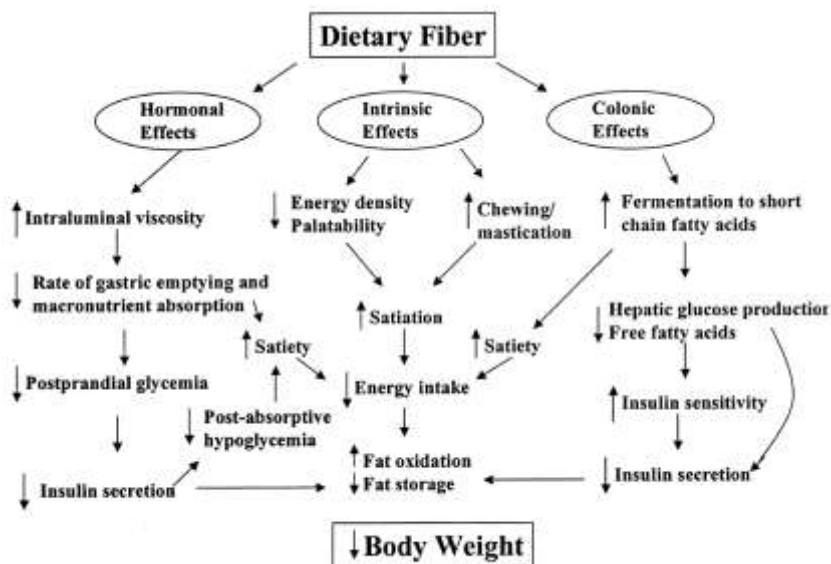 Dietary Fiber
Hormonal
Effects
Intrinsic
Effects
Colonic
Effects
↑ Intraluminal viscosity
↓ Energy density
Palatability
↑ Chewing/
mastication
↑ Fermentation to short
chain fatty acids
↓ Rate of gastric emptying and
macronutrient absorption
↑ Satiation
↓ Hepatic glucose production
Free fatty acids
↑ Satiety
↑ Satiety
↓ Postprandial glycemia
↓ Energy intake
↑ Insulin sensitivity
↓ Post-absorptive
hypoglycemia
↓ Insulin secretion
↑ Fat oxidation
↓ Fat storage
↓ Insulin secretion
↓ Body Weight